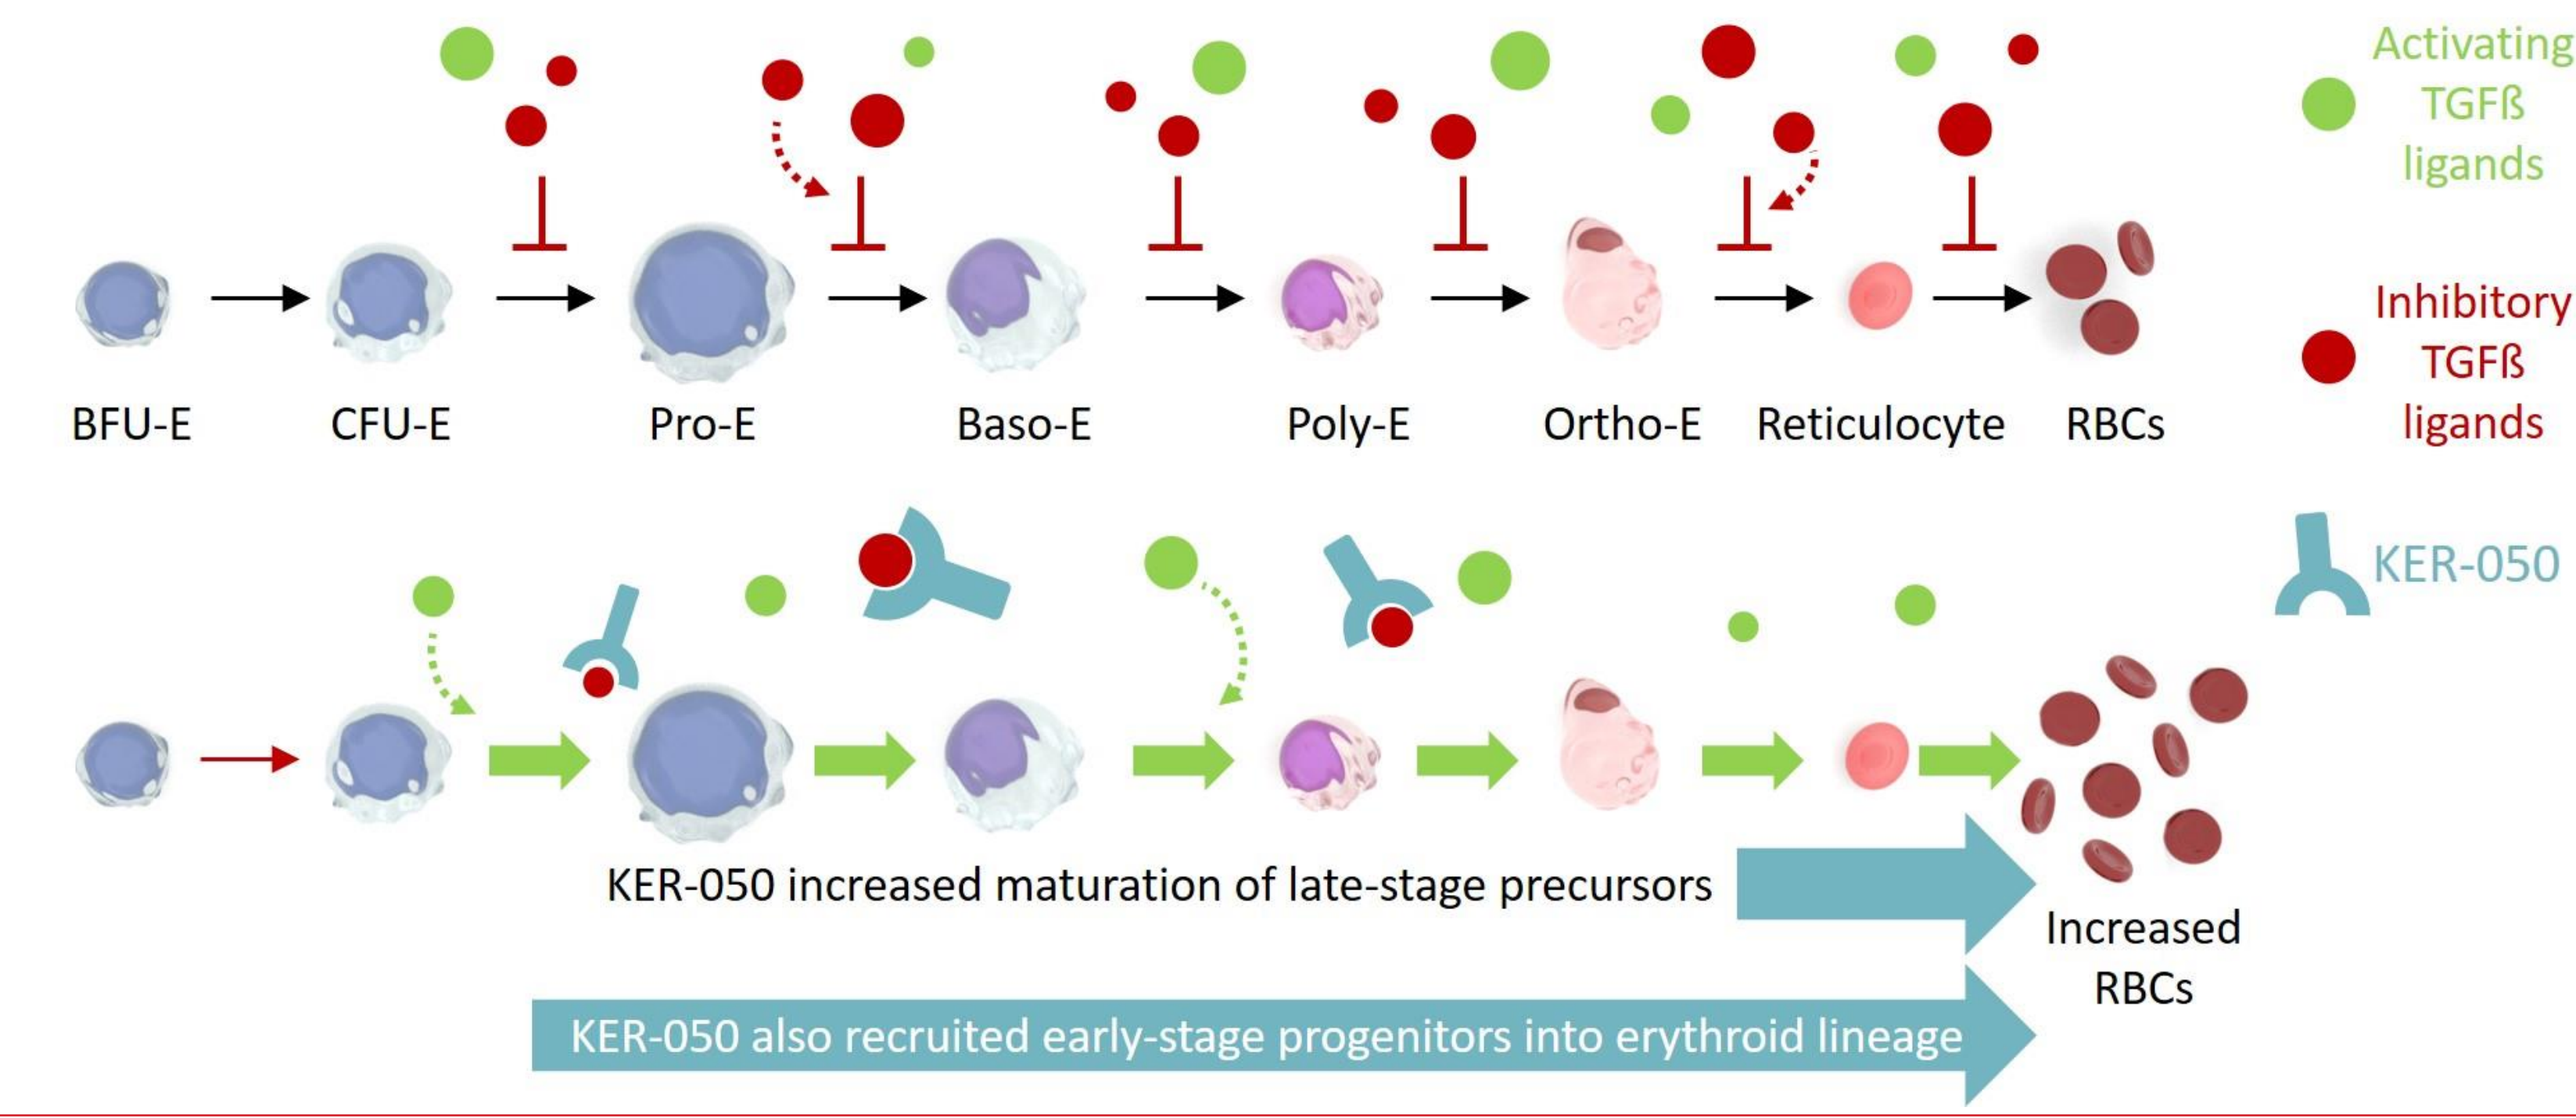 Activating
TGFß
ligands
Inhibitory
TGFß
ligands
BFU-E
CFU-E
Pro-E
Baso-E
Poly-E
Ortho-E
Reticulocyte
RBCs
KER-050
KER-050 increased maturation of late-stage precursors
Increased
RBCs
KER-050 also recruited early-stage progenitors into erythroid lineage